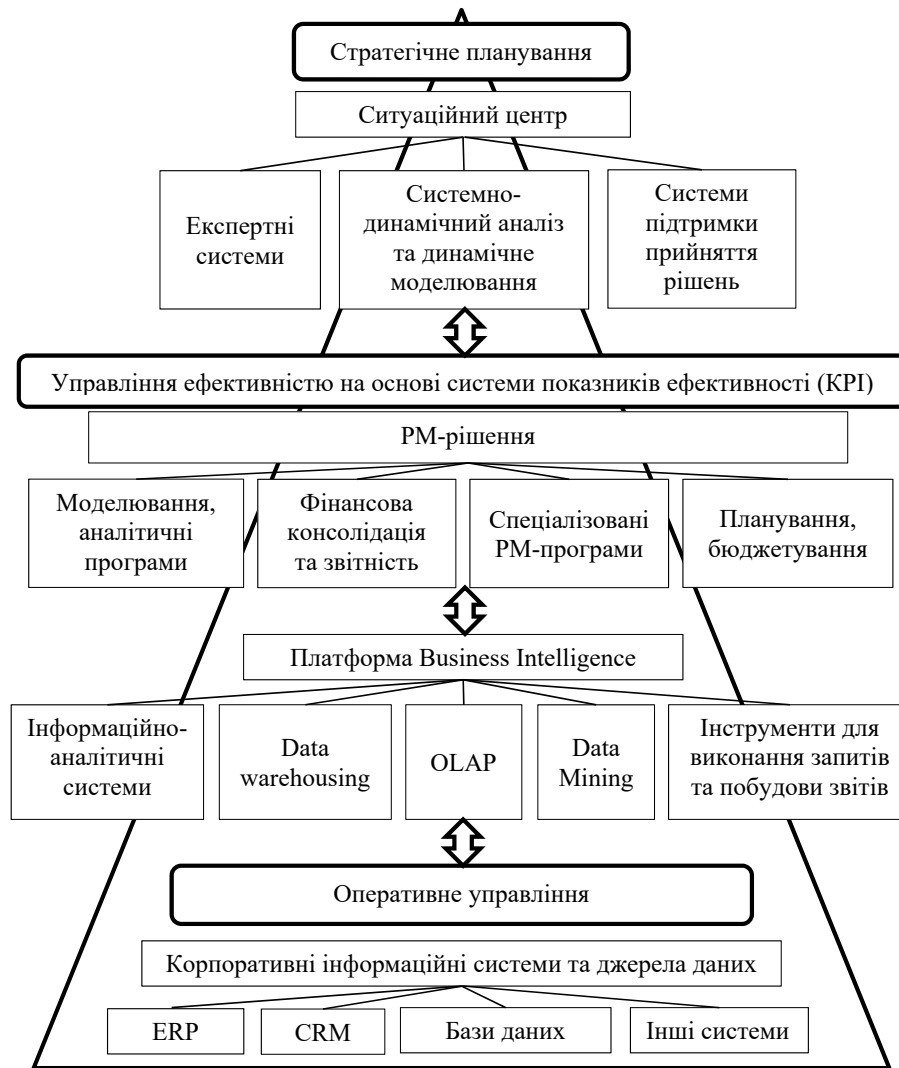 Стратегічне планування
Ситуаційний центр
Експертні
системи
Системно-
динамічний аналіз
та динамічне
моделювання
Системи
підтримки
прийняття
рішень
Управління ефективністю на основі системи показників ефективності (KPI)
PM-рішення
Моделювання,
аналітичні
програми
Фінансова
консолідація
та звітність
Спеціалізовані
PM-програми
Планування,
бюджетування
Платформа Business Intelligence
Інформаційно-
аналітичні
системи
Data
warehousing
OLAP
Data
Mining
Інструменти для
виконання запитів
та побудови звітів
Оперативне управління
Корпоративні інформаційні системи та джерела даних
ERP
CRM
Бази даних
Інші системи